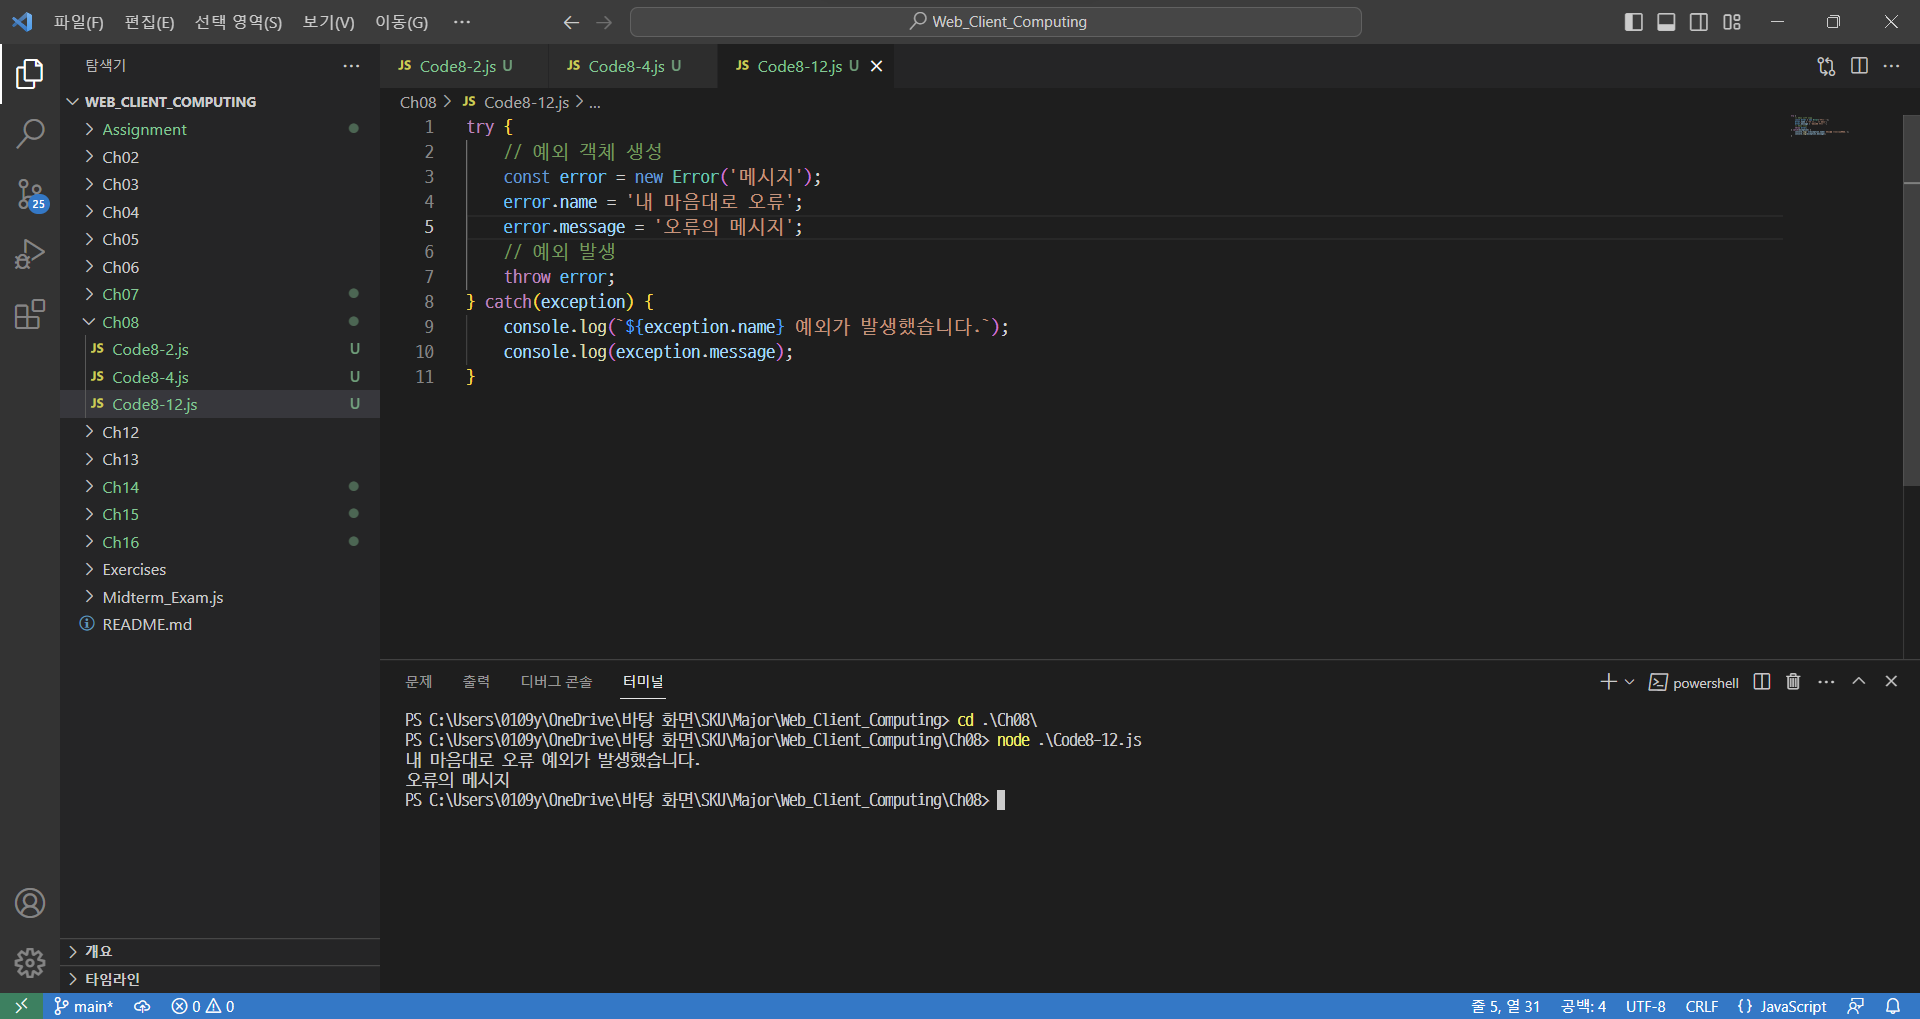 파일(F) 편집(E) 선택 영역(S) 보기(V) 이동(G) ··· Web_Client_Computing
탐색기
WEB_CLIENT_COMPUTING
Assignment
Ch02
Ch03
Ch04
Ch05
Ch06
Ch07
Ch08
JS Code8-2.js U
JS Code8-4.js U
JS Code8-12.js U
Ch12
Ch13
Ch14
Ch15
Ch16
Exercises
Midterm_Exam.js
README.md
개요
타임라인
25
JS Code8-2.js U JS Code8-4.js U JS Code8-12.js U
Ch08 > JS Code8-12.js > ...
1 try {
2 // 예외 객체 생성
3 const error = new Error('메시지');
4 error.name = '내 마음대로 오류';
5 error.message = '오류의 메시지';
6 // 예외 발생
7 throw error;
8 } catch(exception) {
9 console.log(`${exception.name} 예외가 발생했습니다.`);
10 console.log(exception.message);
11 }
문제 출력 디버그 콘솔 터미널 powershell
PS C:\Users\0109y\OneDrive\바탕 화면\SKU\Major\Web_Client_Computing> cd .\Ch08\
PS C:\Users\0109y\OneDrive\바탕 화면\SKU\Major\Web_Client_Computing\Ch08> node .\Code8-12.js
내 마음대로 오류 예외가 발생했습니다.
오류의 메시지
PS C:\Users\0109y\OneDrive\바탕 화면\SKU\Major\Web_Client_Computing\Ch08>
main* 0 0 줄 5, 열 31 공백: 4 UTF-8 CRLF {} JavaScript